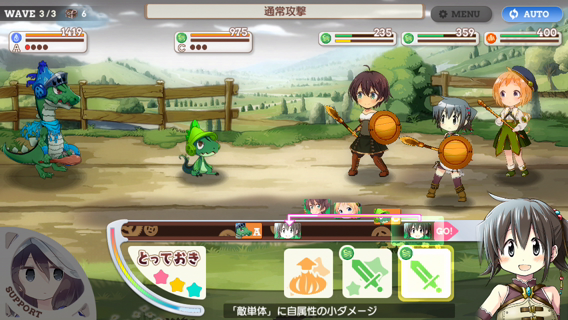 WAVE 3/3 6
通常攻撃
MENU
AUTO
1419
A
975
C
235
359
400
A
GO!
とっておき
SUPPORT
「敵単体」に自属性の小ダメージ